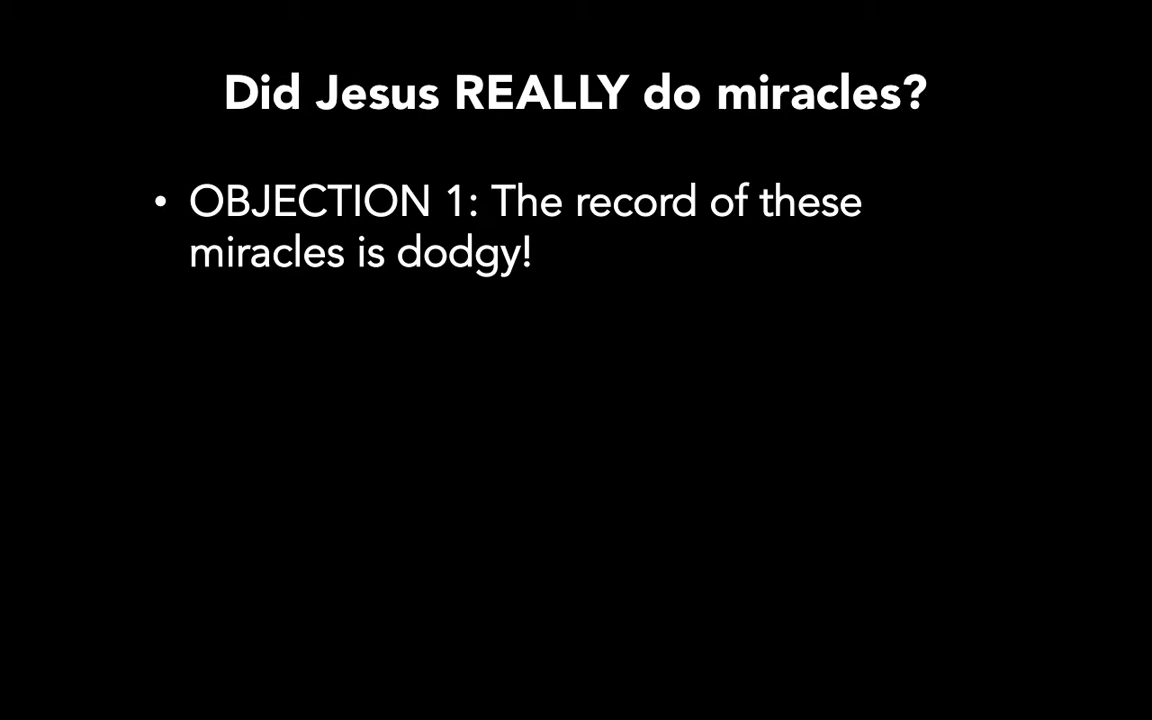 Did Jesus REALLY do miracles?
• OBJECTION 1: The record of these
miracles is dodgy!